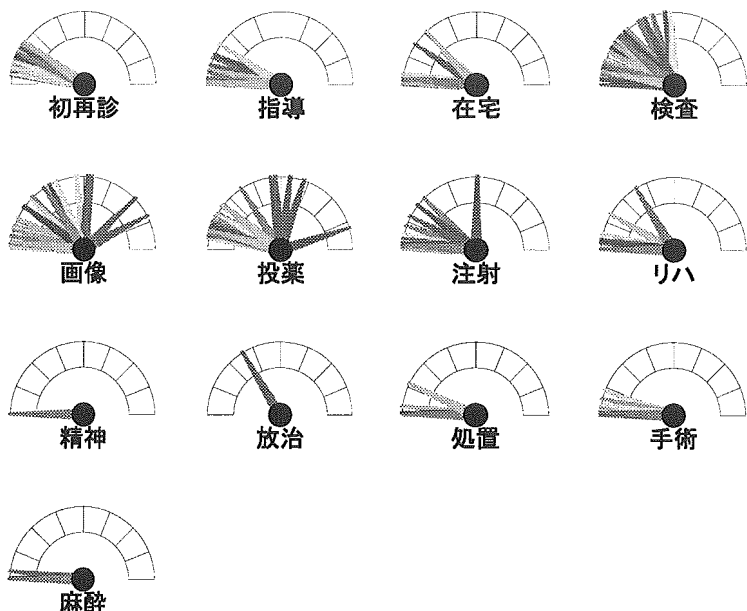 初再診
指導
在宅
検査
画像
投薬
注射
リハ
精神
放治
処置
手術
麻酔